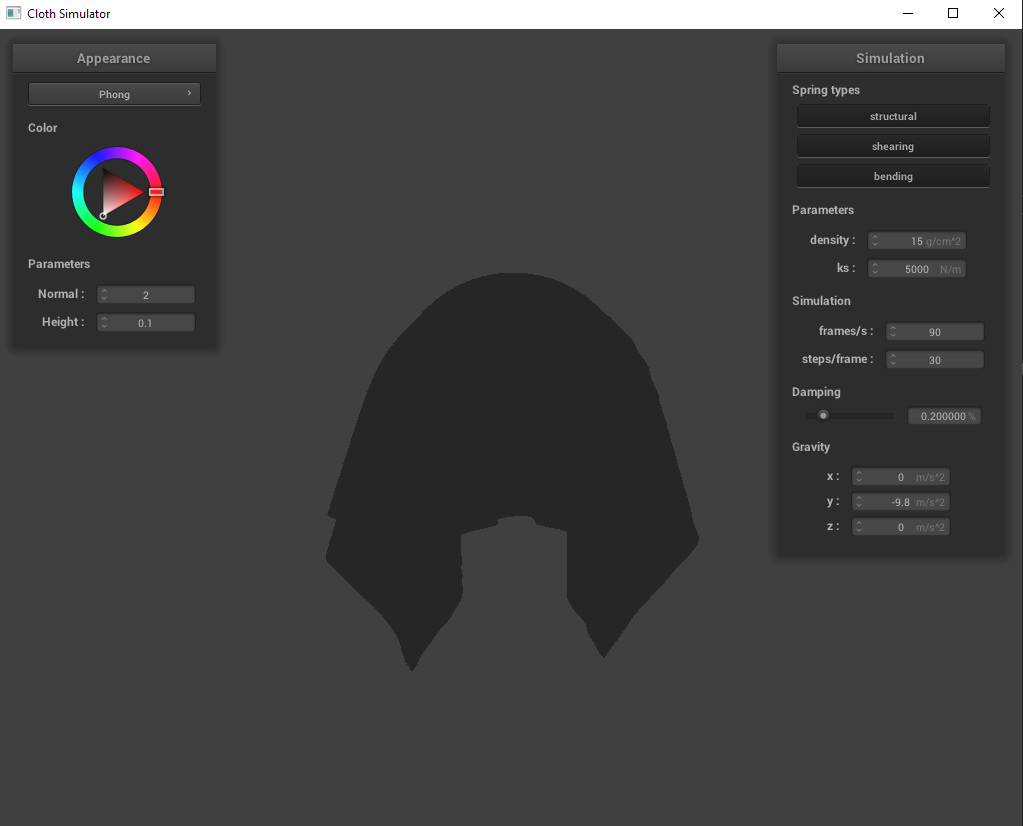 Cloth Simulator
Appearance
Phong
Color
Parameters
Normal : 2
Height : 0.1
Simulation
Spring types
structural
shearing
bending
Parameters
density : 15 g/cm^2
ks : 5000 N/m
Simulation
frames/s : 90
steps/frame : 30
Damping
0.200000 %
Gravity
x : 0 m/s^2
y : -9.8 m/s^2
z : 0 m/s^2